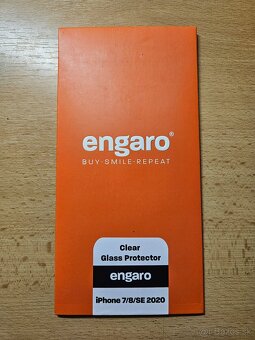 engaro®
BUY·SMILE·REPEAT
Clear
Glass Protector
engaro
iPhone 7/8/SE 2020